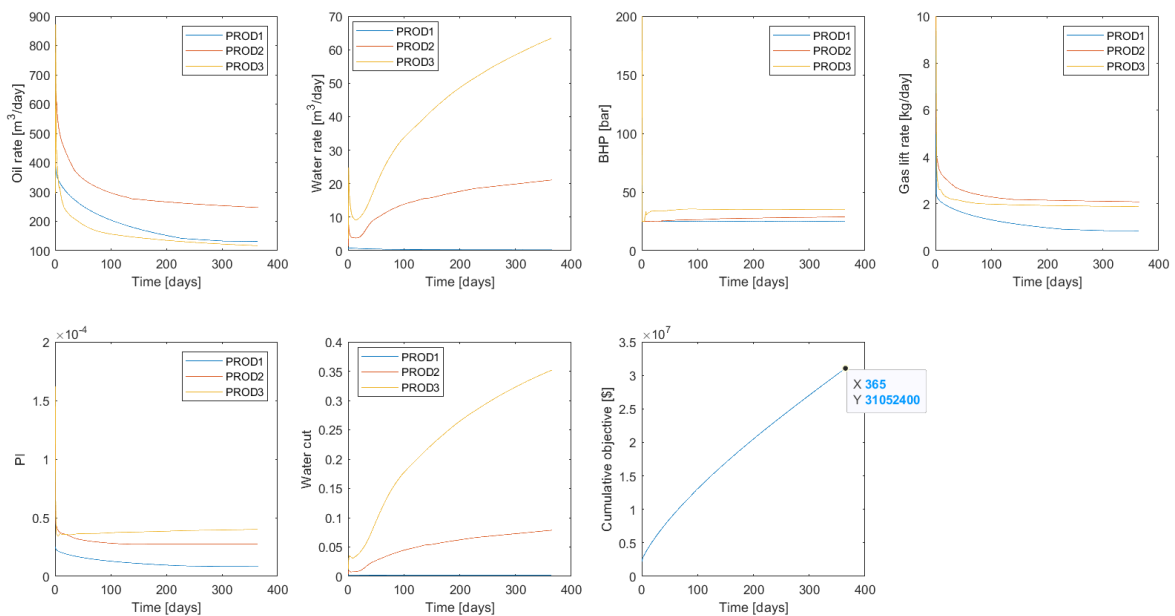 Oil rate [m³/day]
900
800
700
600
500
400
300
200
100
0
100
200
300
400
Time [days]
PROD1
PROD2
PROD3
Water rate [m³/day]
70
60
50
40
30
20
10
0
0
100
200
300
400
Time [days]
PROD1
PROD2
PROD3
BHP [bar]
200
150
100
50
0
0
100
200
300
400
Time [days]
PROD1
PROD2
PROD3
Gas lift rate [kg/day]
10
8
6
4
2
0
0
100
200
300
400
Time [days]
PROD1
PROD2
PROD3
×10⁻⁴
PI
2
1.5
1
0.5
0
0
100
200
300
400
Time [days]
PROD1
PROD2
PROD3
Water cut
0.4
0.35
0.3
0.25
0.2
0.15
0.1
0.05
0
0
100
200
300
400
Time [days]
PROD1
PROD2
PROD3
×10⁷
Cumulative objective [$]
3.5
3
2.5
2
1.5
1
0.5
0
0
100
200
300
400
Time [days]
X 365
Y 31052400